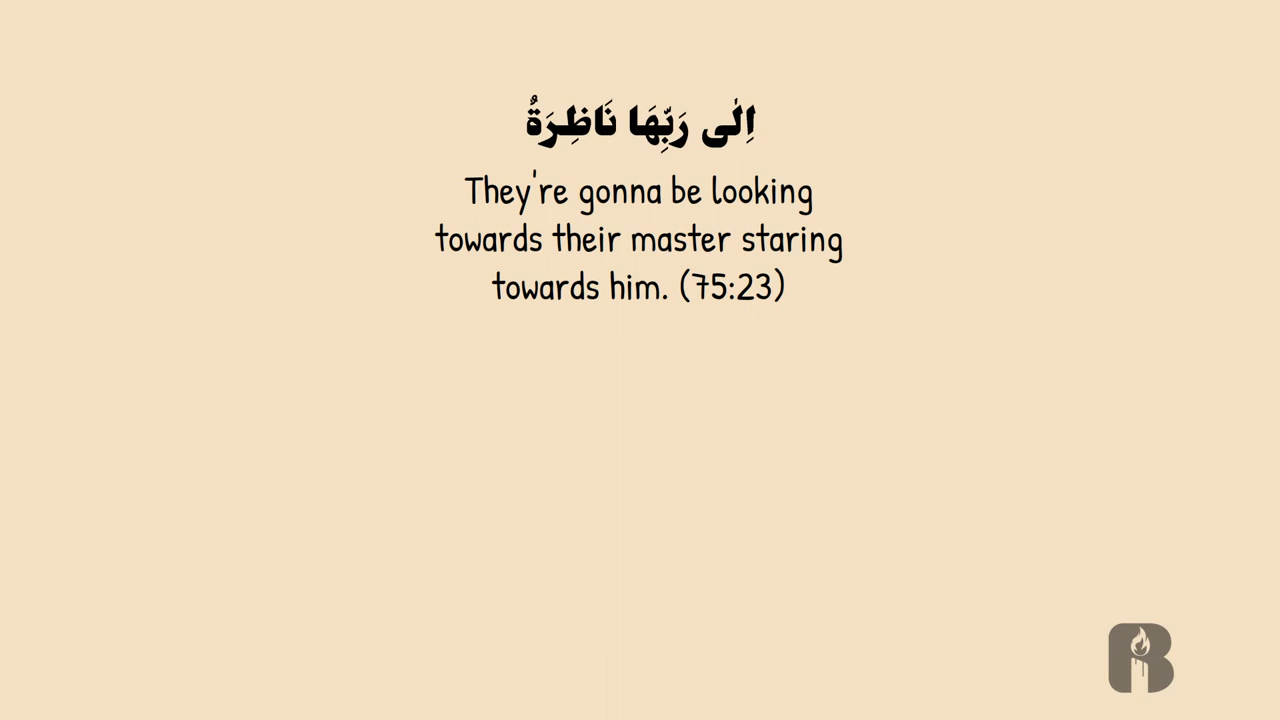 اِلٰى رَبِّهَا نَاظِرَةٌ
They're gonna be looking
towards their master staring
towards him. (75:23)
B